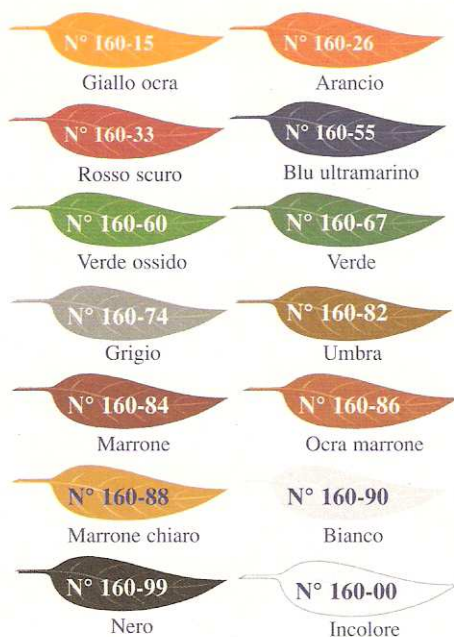 N° 160-15 N° 160-26
Giallo ocra Arancio
N° 160-33 N° 160-55
Rosso scuro Blu ultramarino
N° 160-60 N° 160-67
Verde ossido Verde
N° 160-74 N° 160-82
Grigio Umbra
N° 160-84 N° 160-86
Marrone Ocra marrone
N° 160-88 N° 160-90
Marrone chiaro Bianco
N° 160-99 N° 160-00
Nero Incolore